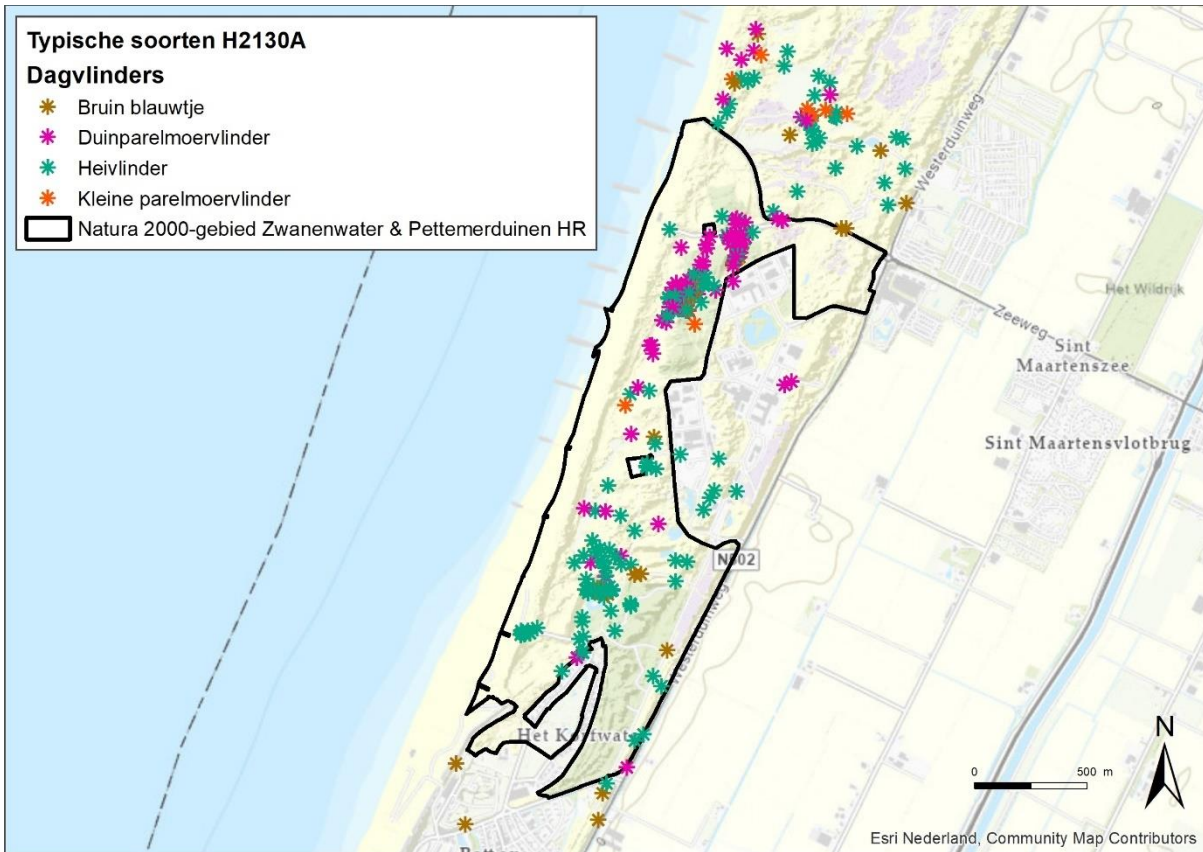 Typische soorten H2130A
Dagvlinders
Bruin blauwtje
Duinparelmoervlinder
Heivlinder
Kleine parelmoervlinder
Natura 2000-gebied Zwanenwater & Pettemerduinen HR
Westerduinweg
Het Wildrijk
Zeeweg
Sint
Maartenszee
Sint Maartensvlotbrug
N502
Westerduinweg
Het Korfwater
N
0 500 m
Esri Nederland, Community Map Contributors